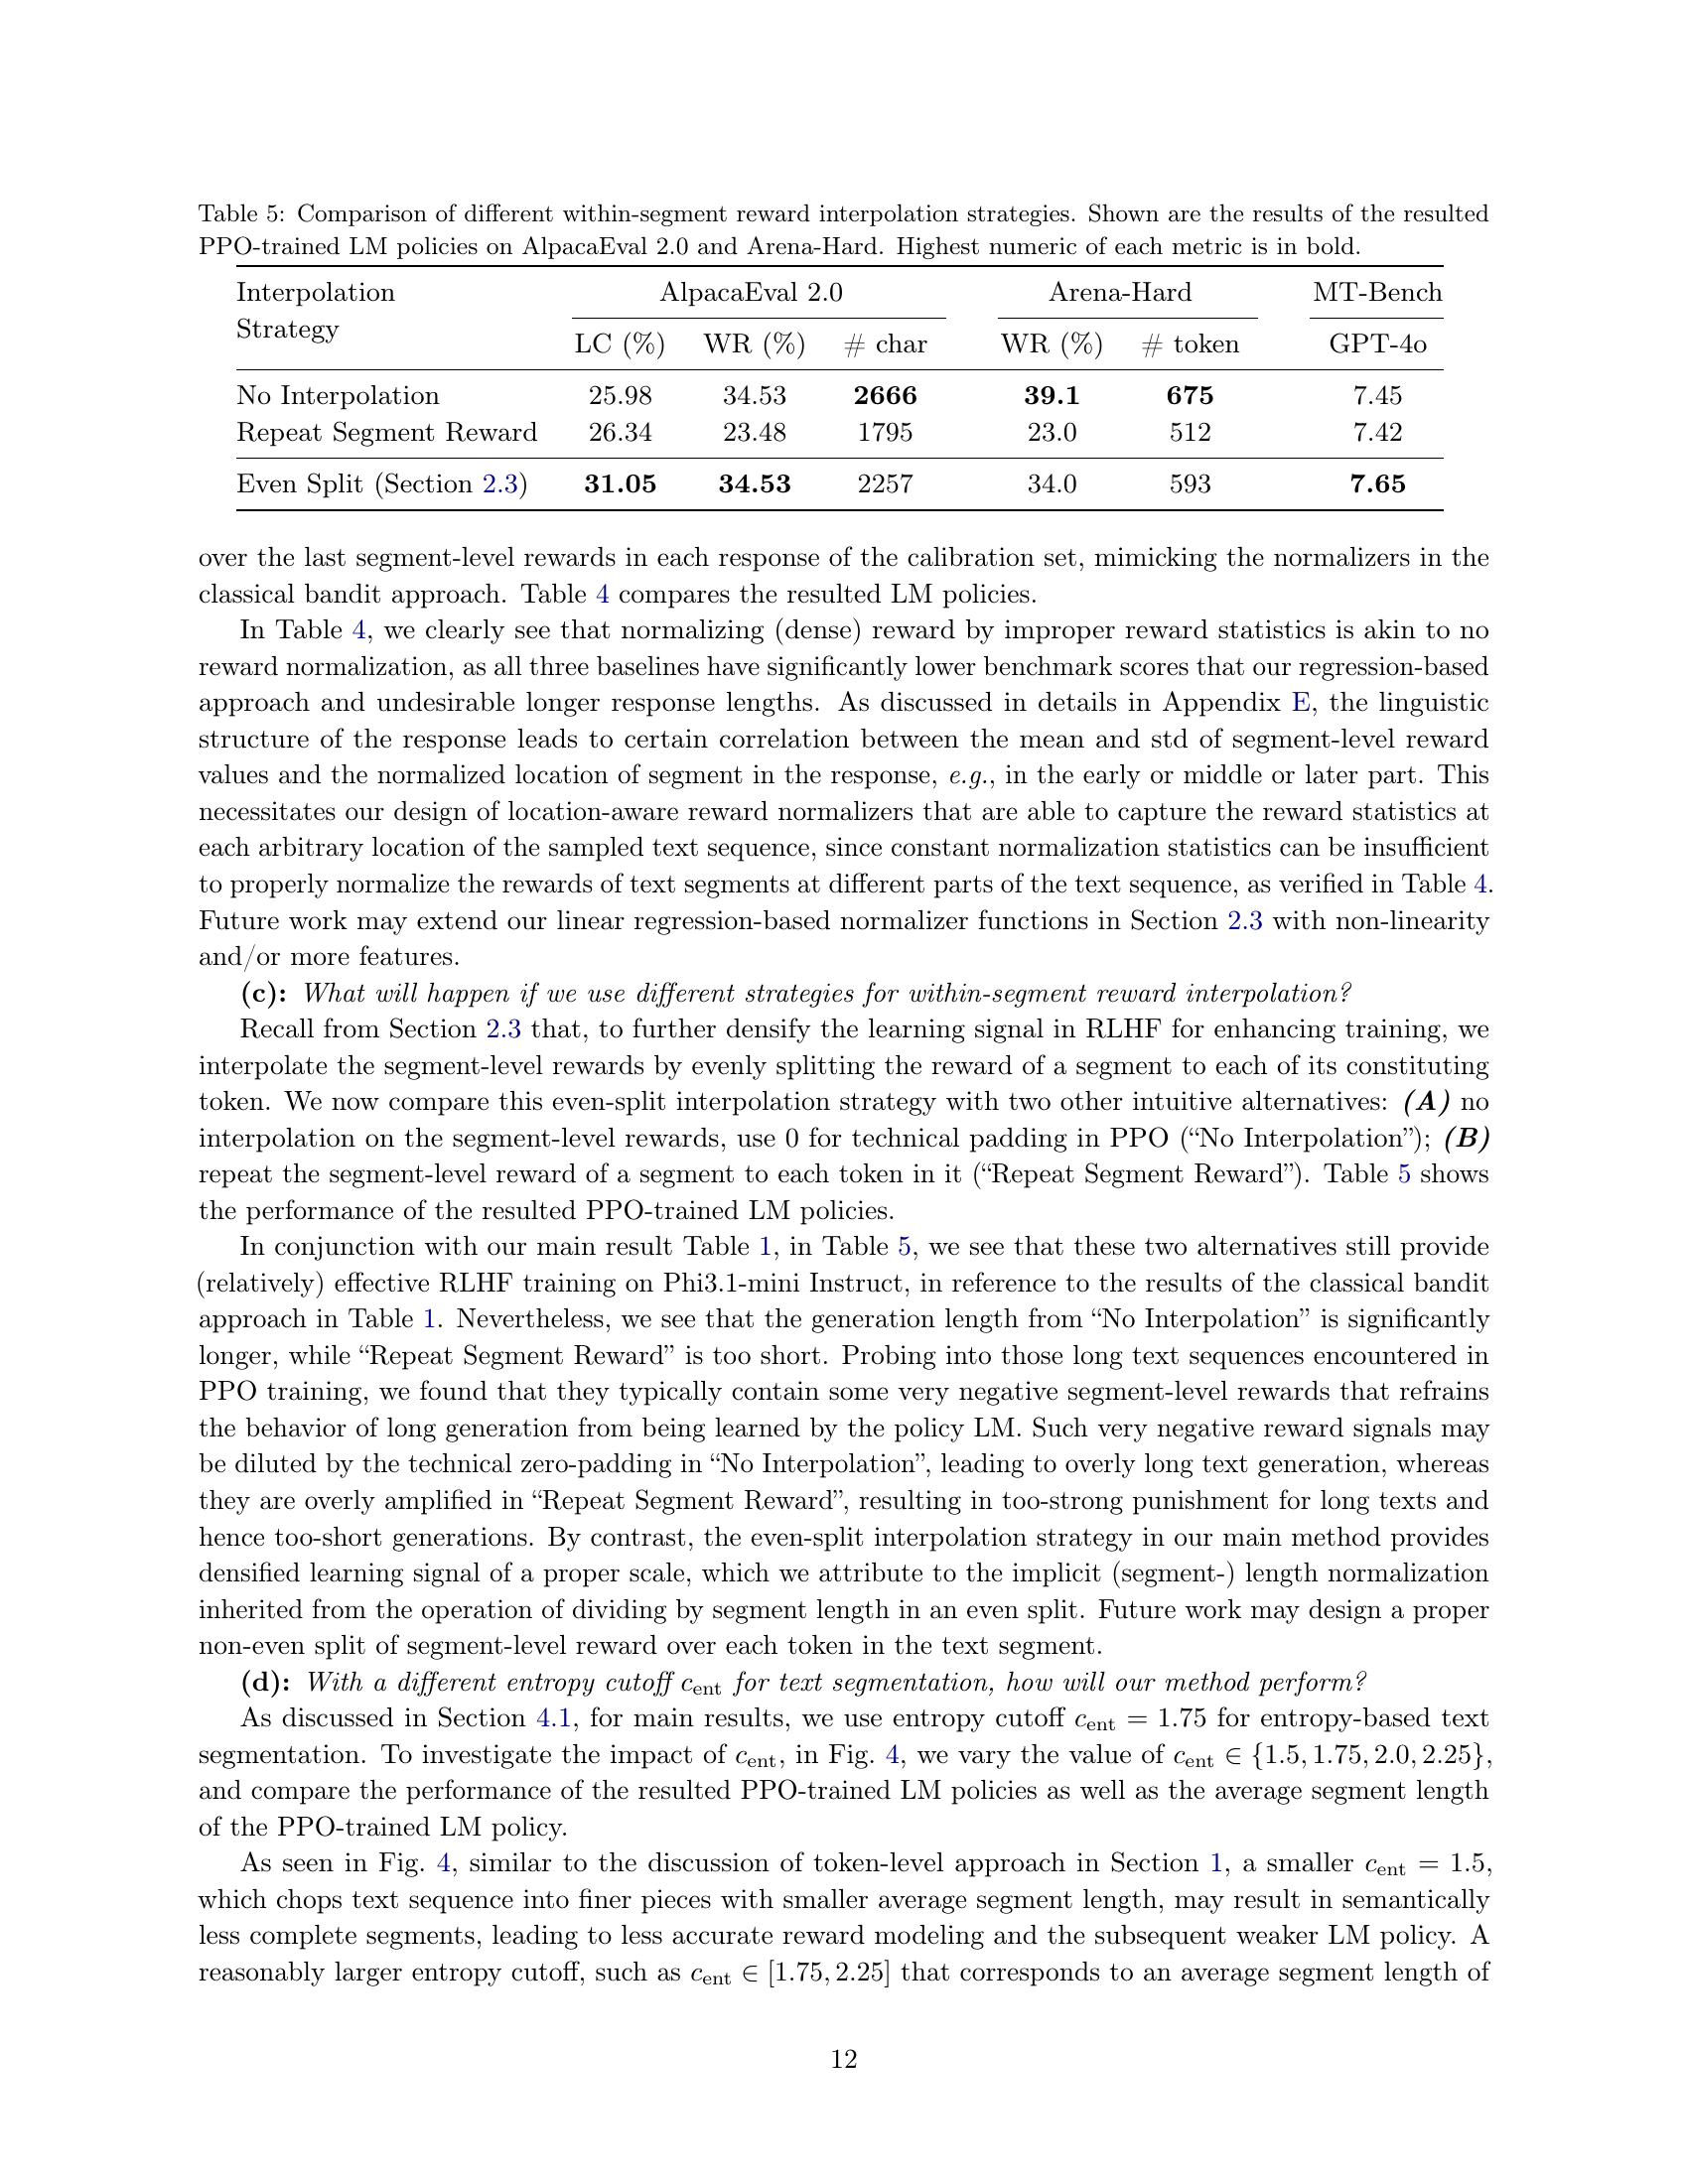 Table 5: Comparison of different within-segment reward interpolation strategies. Shown are the results of the resulted
PPO-trained LM policies on AlpacaEval 2.0 and Arena-Hard. Highest numeric of each metric is in bold.
Interpolation Strategy AlpacaEval 2.0 Arena-Hard MT-Bench
LC (%) WR (%) # char WR (%) # token GPT-4o
No Interpolation 25.98 34.53 2666 39.1 675 7.45
Repeat Segment Reward 26.34 23.48 1795 23.0 512 7.42
Even Split (Section 2.3) 31.05 34.53 2257 34.0 593 7.65
over the last segment-level rewards in each response of the calibration set, mimicking the normalizers in the
classical bandit approach. Table 4 compares the resulted LM policies.
In Table 4, we clearly see that normalizing (dense) reward by improper reward statistics is akin to no
reward normalization, as all three baselines have significantly lower benchmark scores that our regression-based
approach and undesirable longer response lengths. As discussed in details in Appendix E, the linguistic
structure of the response leads to certain correlation between the mean and std of segment-level reward
values and the normalized location of segment in the response, e.g., in the early or middle or later part. This
necessitates our design of location-aware reward normalizers that are able to capture the reward statistics at
each arbitrary location of the sampled text sequence, since constant normalization statistics can be insufficient
to properly normalize the rewards of text segments at different parts of the text sequence, as verified in Table 4.
Future work may extend our linear regression-based normalizer functions in Section 2.3 with non-linearity
and/or more features.
(c): What will happen if we use different strategies for within-segment reward interpolation?
Recall from Section 2.3 that, to further densify the learning signal in RLHF for enhancing training, we
interpolate the segment-level rewards by evenly splitting the reward of a segment to each of its constituting
token. We now compare this even-split interpolation strategy with two other intuitive alternatives: (A) no
interpolation on the segment-level rewards, use 0 for technical padding in PPO (“No Interpolation”); (B)
repeat the segment-level reward of a segment to each token in it (“Repeat Segment Reward”). Table 5 shows
the performance of the resulted PPO-trained LM policies.
In conjunction with our main result Table 1, in Table 5, we see that these two alternatives still provide
(relatively) effective RLHF training on Phi3.1-mini Instruct, in reference to the results of the classical bandit
approach in Table 1. Nevertheless, we see that the generation length from “No Interpolation” is significantly
longer, while “Repeat Segment Reward” is too short. Probing into those long text sequences encountered in
PPO training, we found that they typically contain some very negative segment-level rewards that refrains
the behavior of long generation from being learned by the policy LM. Such very negative reward signals may
be diluted by the technical zero-padding in “No Interpolation”, leading to overly long text generation, whereas
they are overly amplified in “Repeat Segment Reward”, resulting in too-strong punishment for long texts and
hence too-short generations. By contrast, the even-split interpolation strategy in our main method provides
densified learning signal of a proper scale, which we attribute to the implicit (segment-) length normalization
inherited from the operation of dividing by segment length in an even split. Future work may design a proper
non-even split of segment-level reward over each token in the text segment.
(d): With a different entropy cutoff c_ent for text segmentation, how will our method perform?
As discussed in Section 4.1, for main results, we use entropy cutoff c_ent = 1.75 for entropy-based text
segmentation. To investigate the impact of c_ent, in Fig. 4, we vary the value of c_ent ∈ {1.5, 1.75, 2.0, 2.25},
and compare the performance of the resulted PPO-trained LM policies as well as the average segment length
of the PPO-trained LM policy.
As seen in Fig. 4, similar to the discussion of token-level approach in Section 1, a smaller c_ent = 1.5,
which chops text sequence into finer pieces with smaller average segment length, may result in semantically
less complete segments, leading to less accurate reward modeling and the subsequent weaker LM policy. A
reasonably larger entropy cutoff, such as c_ent ∈ [1.75, 2.25] that corresponds to an average segment length of
12